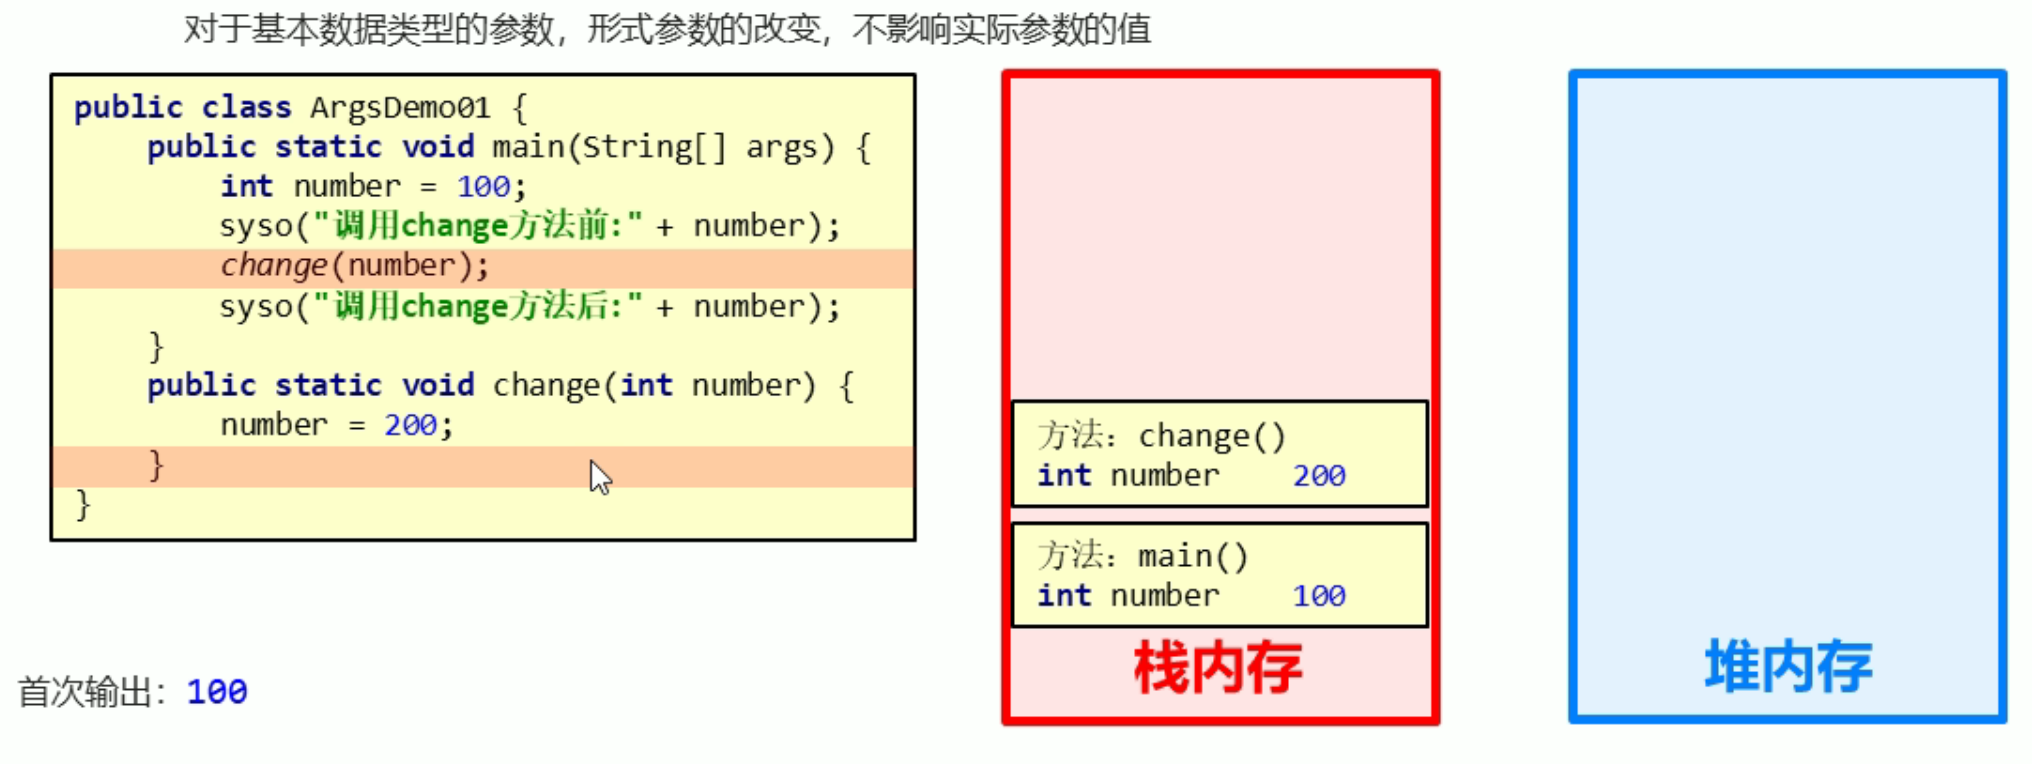 对于基本数据类型的参数，形式参数的改变，不影响实际参数的值
public class ArgsDemo01 {
    public static void main(String[] args) {
        int number = 100;
        syso("调用change方法前:" + number);
        change(number);
        syso("调用change方法后:" + number);
    }
    public static void change(int number) {
        number = 200;
    }
}
首次输出：100
方法：change()
int number    200
方法：main()
int number    100
栈内存
堆内存